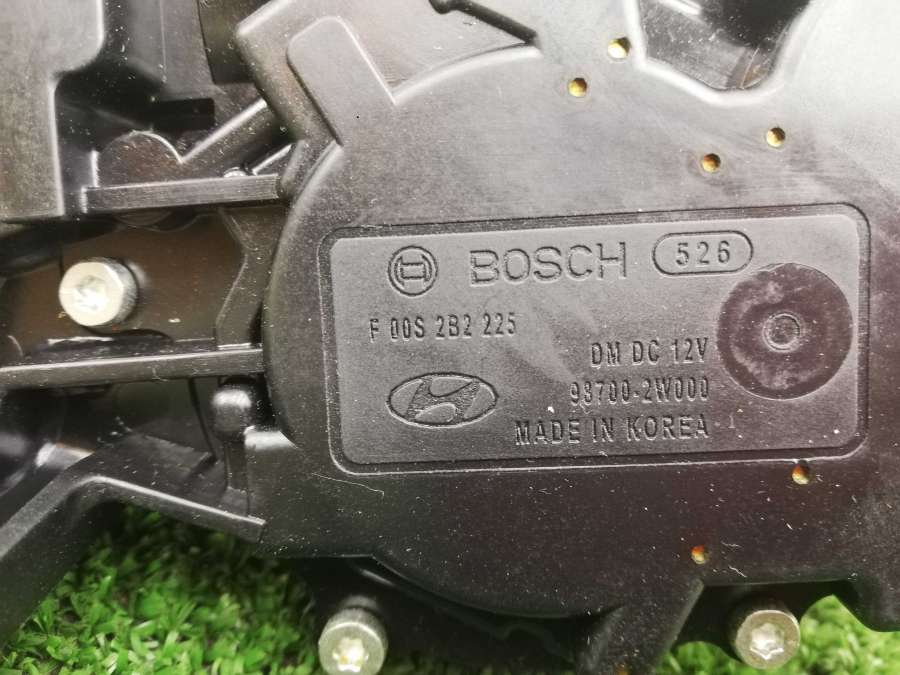 BOSCH 526
F 00S 2B2 225
DM DC 12V
98700-2W000
MADE IN KOREA